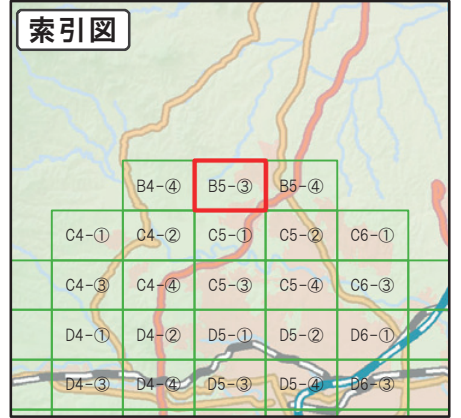 索引図
B4-④ B5-③ B5-④
C4-① C4-② C5-① C5-② C6-①
C4-③ C4-④ C5-③ C5-④ C6-③
D4-① D4-② D5-① D5-② D6-①
D4-③ D4-④ D5-③ D5-④ D6-③